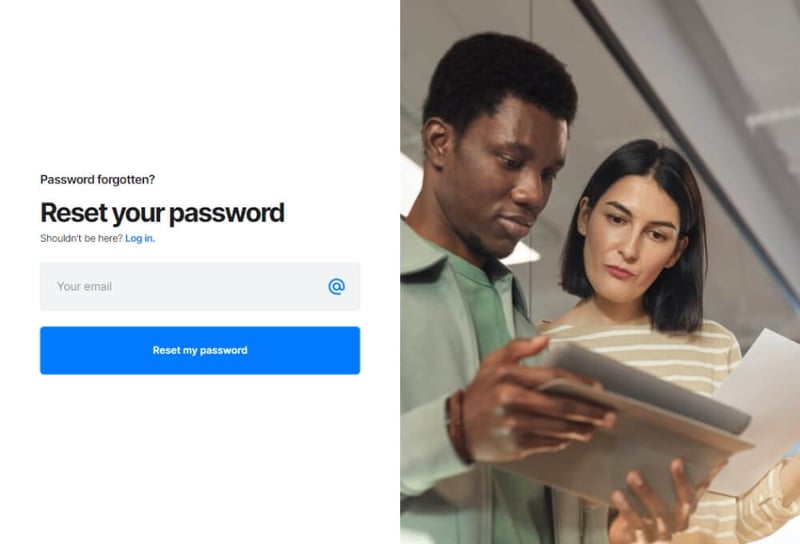 Password forgotten?
Reset your password
Shouldn't be here? Log in.
Your email
Reset my password